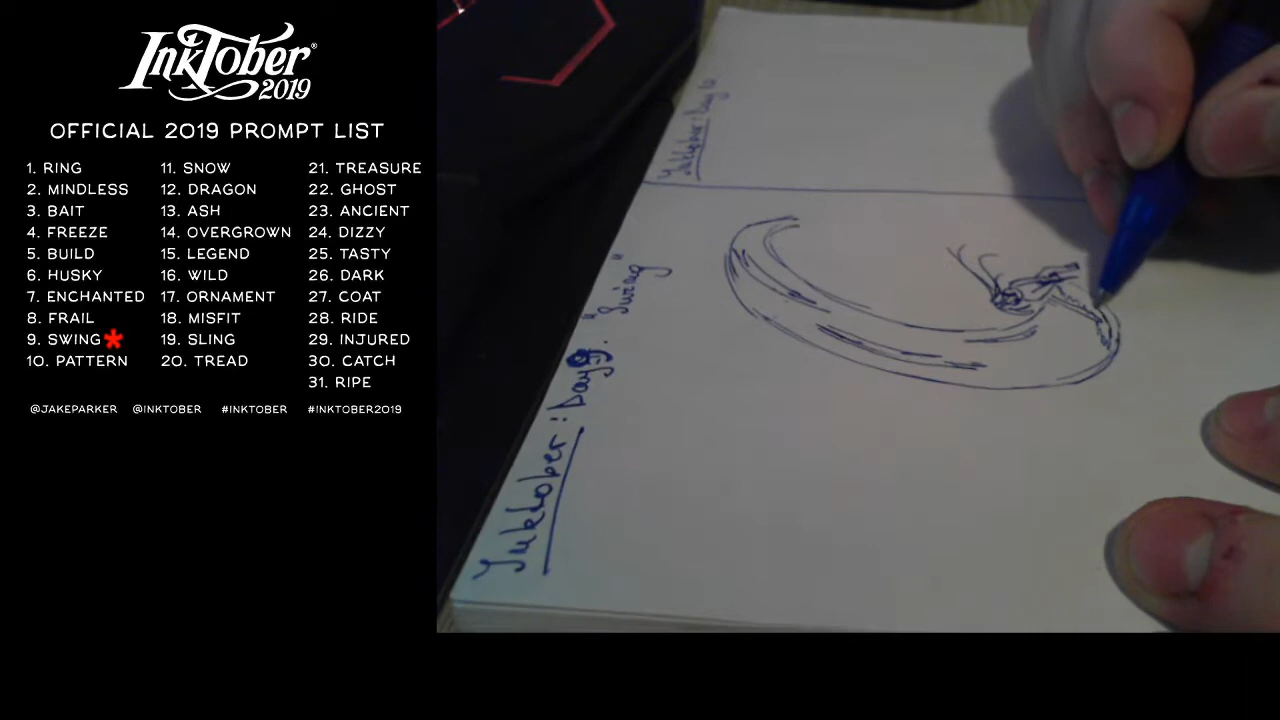 InkTober®
2019
OFFICIAL 2019 PROMPT LIST
1. RING
2. MINDLESS
3. BAIT
4. FREEZE
5. BUILD
6. HUSKY
7. ENCHANTED
8. FRAIL
9. SWING*
10. PATTERN
11. SNOW
12. DRAGON
13. ASH
14. OVERGROWN
15. LEGEND
16. WILD
17. ORNAMENT
18. MISFIT
19. SLING
20. TREAD
21. TREASURE
22. GHOST
23. ANCIENT
24. DIZZY
25. TASTY
26. DARK
27. COAT
28. RIDE
29. INJURED
30. CATCH
31. RIPE
@JAKEPARKER @INKTOBER #INKTOBER #INKTOBER2019
Inktober: Day 9:
"Swing"
Inktober: Day